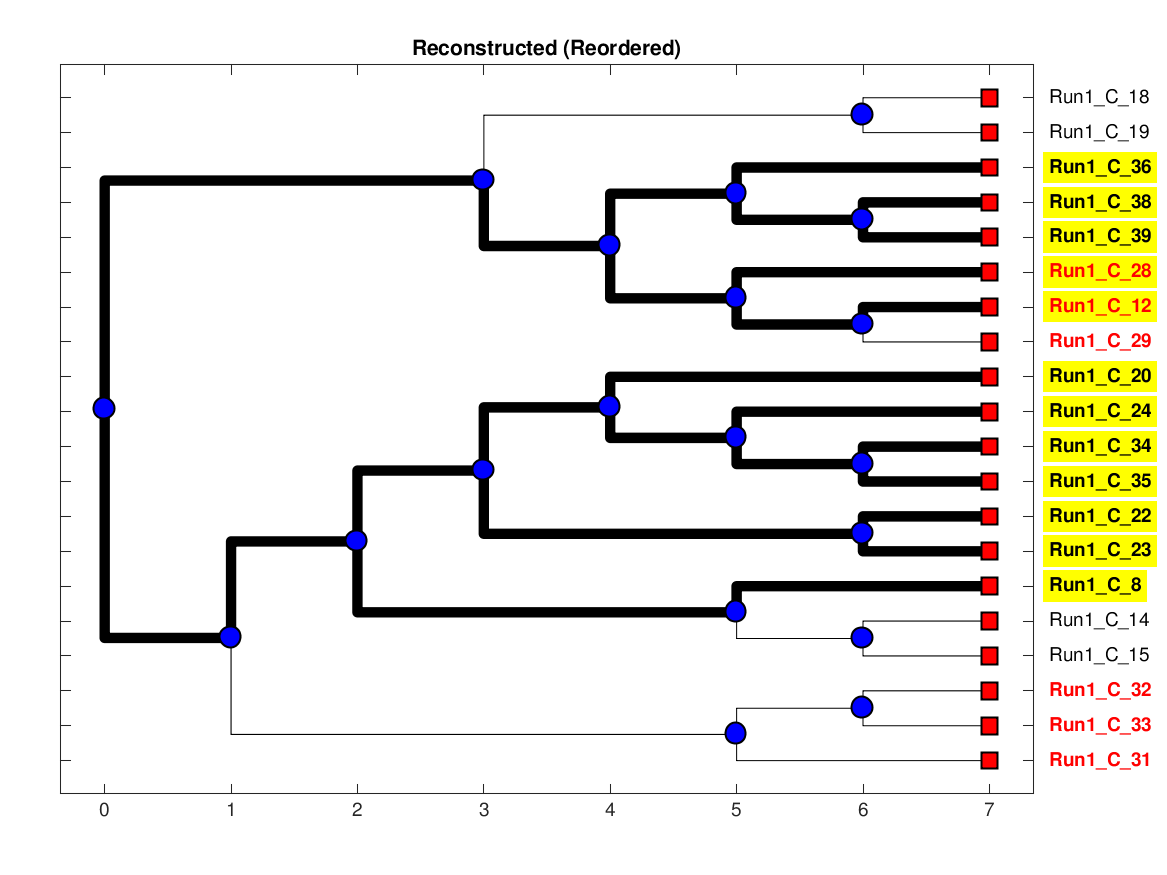 Reconstructed (Reordered)
Run1_C_18
Run1_C_19
Run1_C_36
Run1_C_38
Run1_C_39
Run1_C_28
Run1_C_12
Run1_C_29
Run1_C_20
Run1_C_24
Run1_C_34
Run1_C_35
Run1_C_22
Run1_C_23
Run1_C_8
Run1_C_14
Run1_C_15
Run1_C_32
Run1_C_33
Run1_C_31
0 1 2 3 4 5 6 7